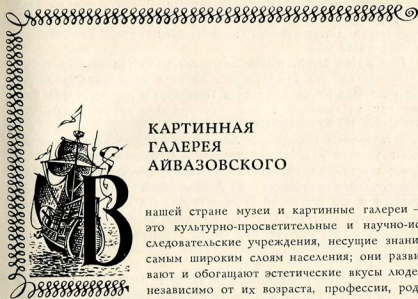 КАРТИННАЯ
ГАЛЕРЕЯ
АЙВАЗОВСКОГО
В нашей стране музеи и картинные галереи –
это культурно-просветительные и научно-ис
следовательские учреждения, несущие знани
самым широким слоям населения; они разви
вают и обогащают эстетические вкусы люде
независимо от их возраста, профессии, род